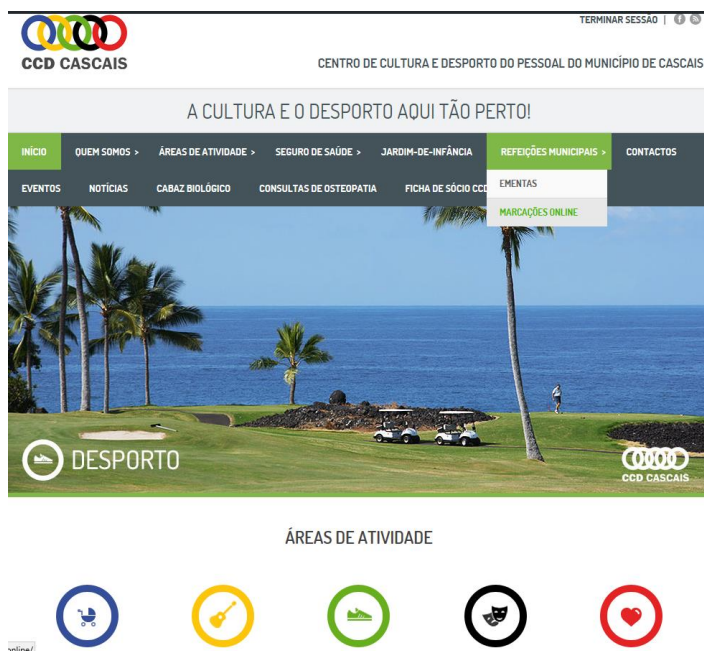 TERMINAR SESSÃO |
CCD CASCAIS
CENTRO DE CULTURA E DESPORTO DO PESSOAL DO MUNICÍPIO DE CASCAIS
A CULTURA E O DESPORTO AQUI TÃO PERTO!
INÍCIO QUEM SOMOS > ÁREAS DE ATIVIDADE > SEGURO DE SAÚDE > JARDIM-DE-INFÂNCIA REFEIÇÕES MUNICIPAIS > CONTACTOS
EVENTOS NOTÍCIAS CABAZ BIOLÓGICO CONSULTAS DE OSTEOPATIA FICHA DE SÓCIO CCD
EMENTAS
MARCAÇÕES ONLINE
DESPORTO
CCD CASCAIS
ÁREAS DE ATIVIDADE
online/